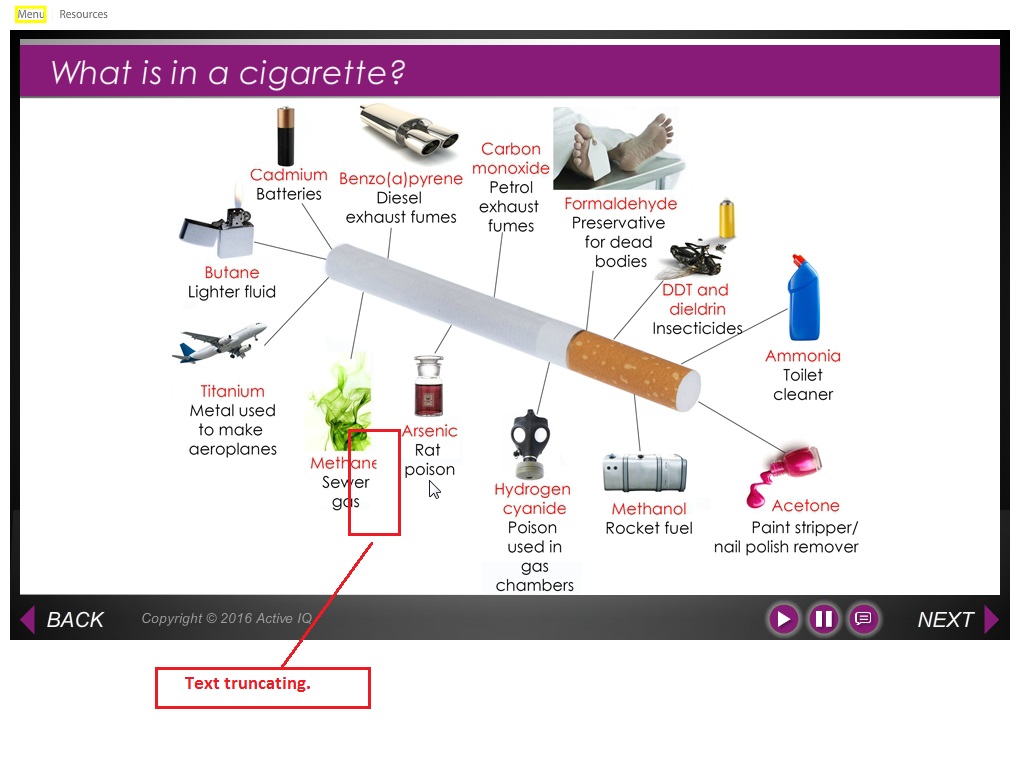 Menu
Resources
What is in a cigarette?
Cadmium
Batteries
Benzo(a)pyrene
Diesel
exhaust fumes
Carbon
monoxide
Petrol
exhaust
fumes
Formaldehyde
Preservative
for dead
bodies
DDT and
dieldrin
Insecticides
Butane
Lighter fluid
Ammonia
Toilet
cleaner
Titanium
Metal used
to make
aeroplanes
Methane
Sewer
gas
Arsenic
Rat
poison
Hydrogen
cyanide
Poison
used in
gas
chambers
Methanol
Rocket fuel
Acetone
Paint stripper/
nail polish remover
BACK
Copyright © 2016 Active IQ
NEXT
Text truncating.